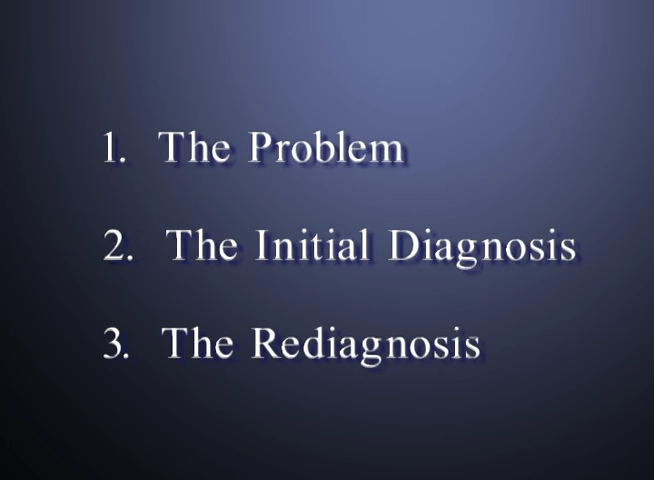 1. The Problem
2. The Initial Diagnosis
3. The Rediagnosis